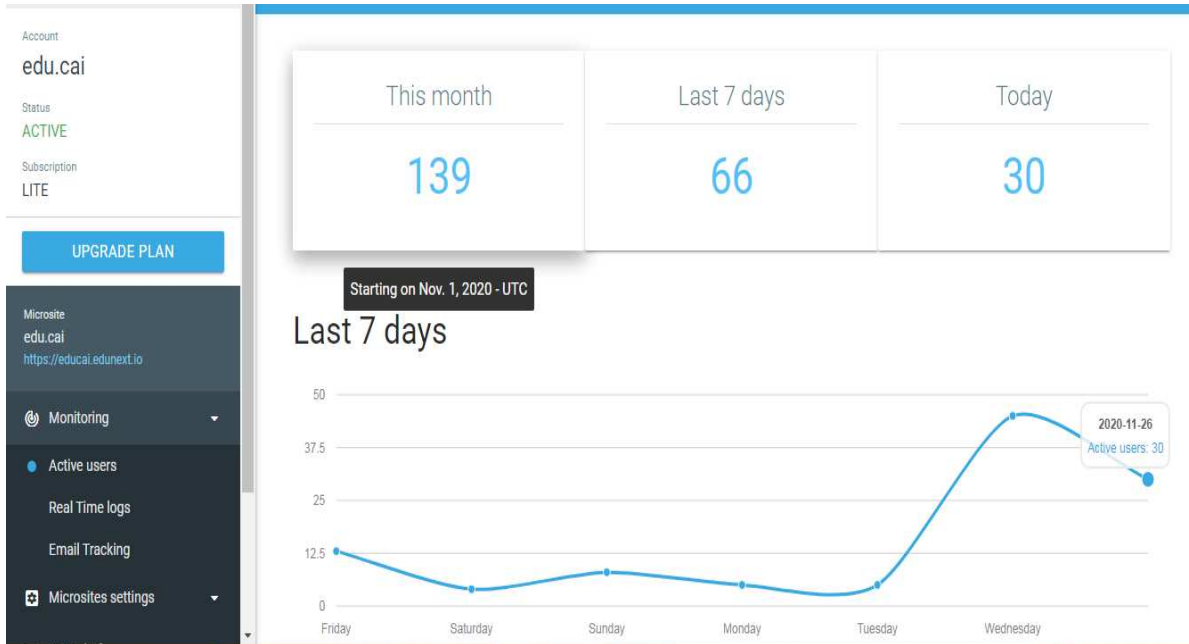 Account
edu.cai
Status
ACTIVE
Subscription
LITE
UPGRADE PLAN
Microsite
edu.cai
https://educai.edunext.io
Monitoring
Active users
Real Time logs
Email Tracking
Microsites settings
This month
139
Last 7 days
66
Today
30
Starting on Nov. 1, 2020 - UTC
Last 7 days
50
37.5
25
12.5
0
2020-11-26
Active users: 30
Friday Saturday Sunday Monday Tuesday Wednesday